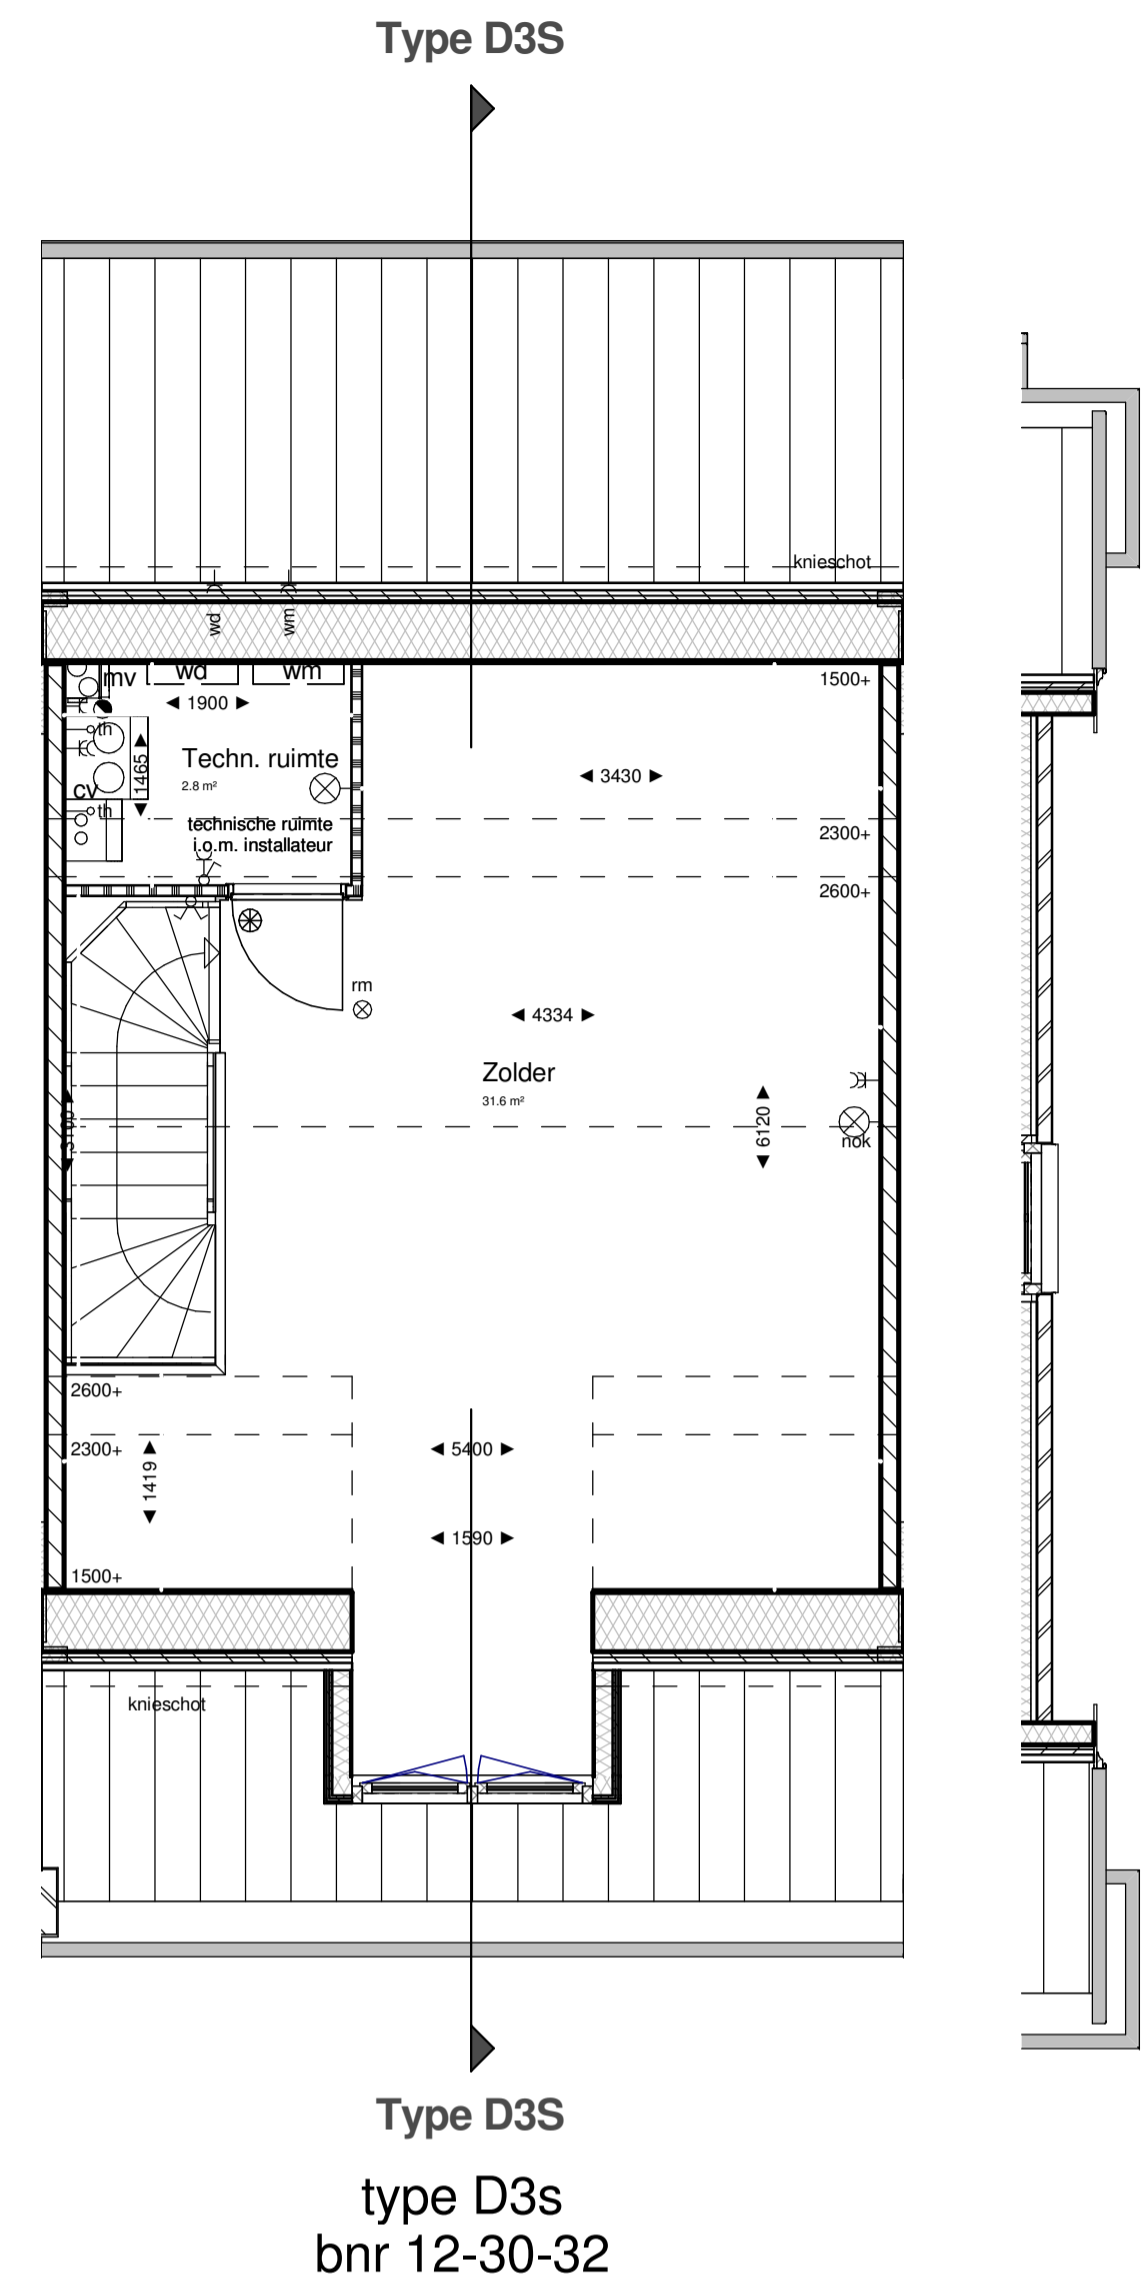 Type D3S
knieschot
wd
wm
mv
wd
wm
1500+
1900
th
Techn. ruimte
1465
3430
2.8 m²
cv
th
technische ruimte
i.o.m. installateur
2300+
2600+
rm
4334
Zolder
31.6 m²
3100
6120
nok
2600+
2300+
5400
1419
1590
1500+
knieschot
Type D3S
type D3s
bnr 12-30-32